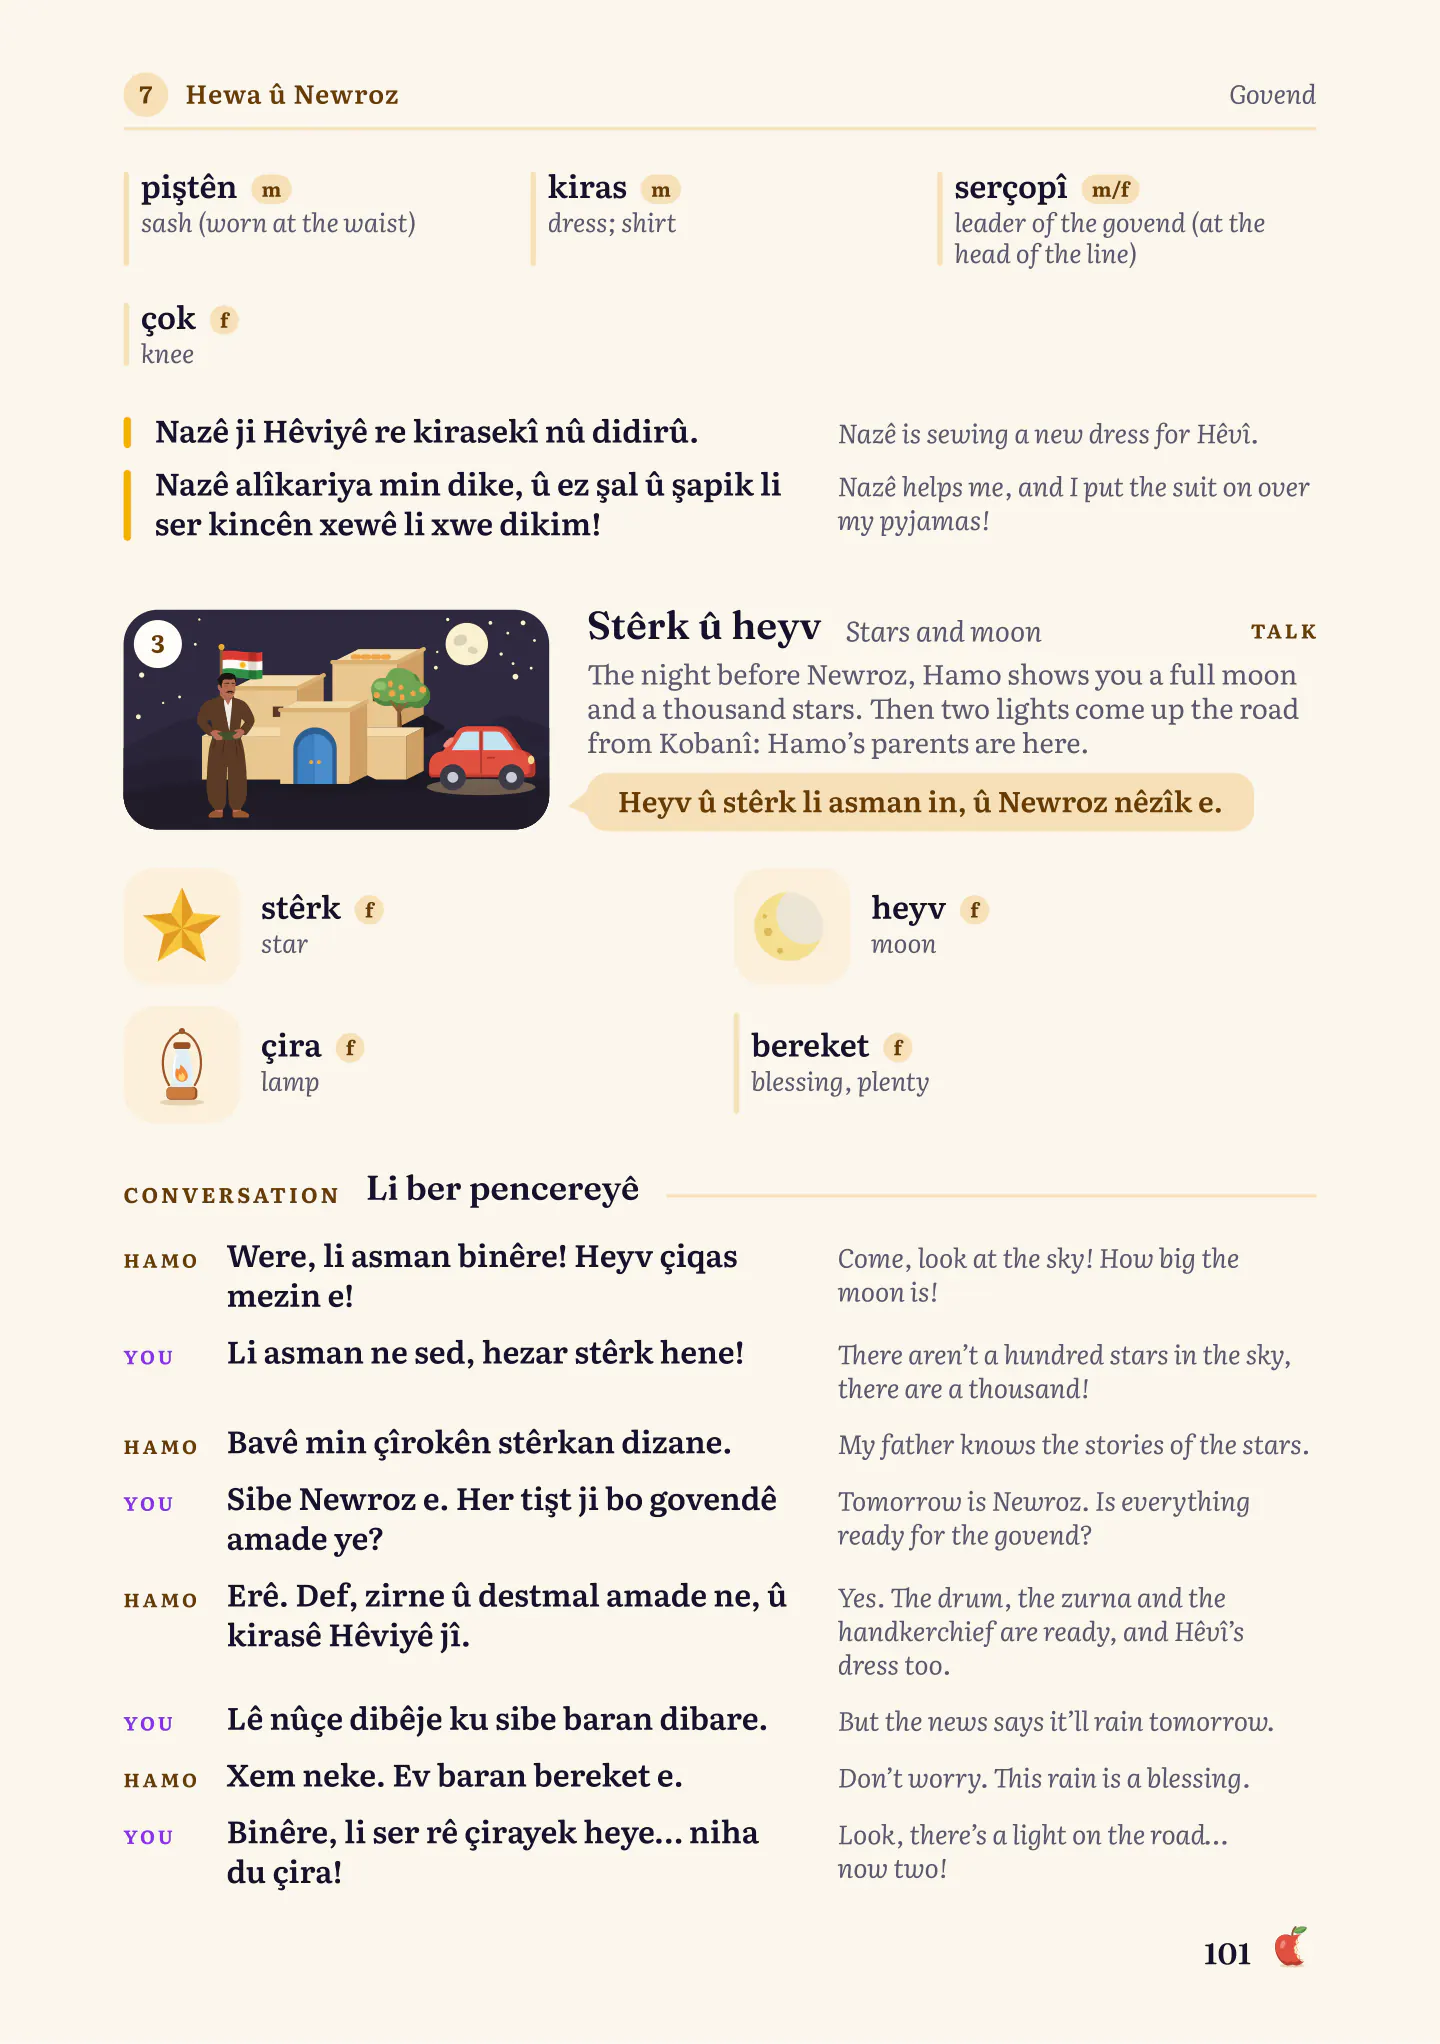 7 Hewa û Newroz
Govend
piştên m
sash (worn at the waist)
kiras m
dress; shirt
serçopî m/f
leader of the govend (at the
head of the line)
çok f
knee
Nazê ji Hêviyê re kirasekî nû didirû.
Nazê is sewing a new dress for Hêvî.
Nazê alîkariya min dike, û ez şal û şapik li
ser kincên xewê li xwe dikim!
Nazê helps me, and I put the suit on over
my pyjamas!
3
Stêrk û heyv Stars and moon
TALK
The night before Newroz, Hamo shows you a full moon
and a thousand stars. Then two lights come up the road
from Kobanî: Hamo’s parents are here.
Heyv û stêrk li asman in, û Newroz nêzîk e.
stêrk f
star
heyv f
moon
çira f
lamp
bereket f
blessing, plenty
CONVERSATION Li ber pencereyê
HAMO Were, li asman binêre! Heyv çiqas
mezin e!
Come, look at the sky! How big the
moon is!
YOU Li asman ne sed, hezar stêrk hene!
There aren’t a hundred stars in the sky,
there are a thousand!
HAMO Bavê min çîrokên stêrkan dizane.
My father knows the stories of the stars.
YOU Sibe Newroz e. Her tişt ji bo govendê
amade ye?
Tomorrow is Newroz. Is everything
ready for the govend?
HAMO Erê. Def, zirne û destmal amade ne, û
kirasê Hêviyê jî.
Yes. The drum, the zurna and the
handkerchief are ready, and Hêvî’s
dress too.
YOU Lê nûçe dibêje ku sibe baran dibare.
But the news says it’ll rain tomorrow.
HAMO Xem neke. Ev baran bereket e.
Don’t worry. This rain is a blessing.
YOU Binêre, li ser rê çirayek heye… niha
du çira!
Look, there’s a light on the road…
now two!
101